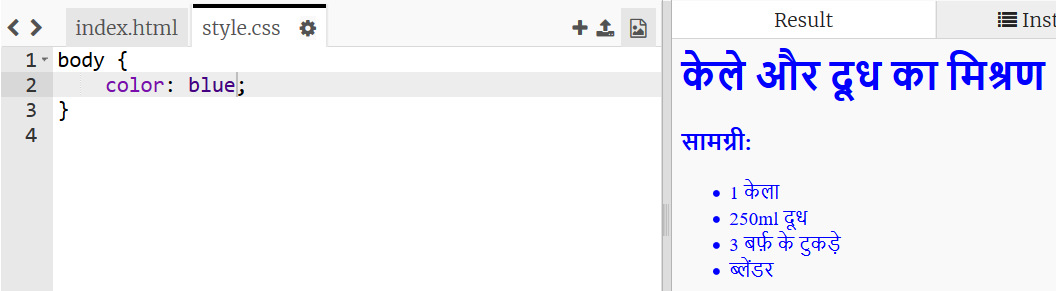 index.html style.css
Result Inst
1 body {
2 color: blue;
3 }
4
केले और दूध का मिश्रण
सामग्री:
1 केला
250ml दूध
3 बर्फ़ के टुकड़े
ब्लेंडर